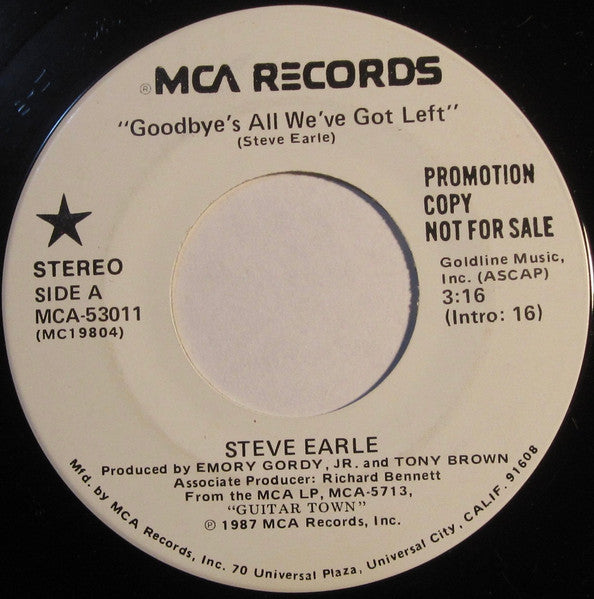 ® MCA RECORDS
"Goodbye's All We've Got Left"
(Steve Earle)
PROMOTION
COPY
NOT FOR SALE
STEREO
SIDE A
MCA-53011
(MC19804)
Goldline Music,
Inc. (ASCAP)
3:16
(Intro: 16)
STEVE EARLE
Produced by EMORY GORDY, JR. and TONY BROWN
Associate Producer: Richard Bennett
From the MCA LP, MCA-5713,
"GUITAR TOWN"
℗ 1987 MCA Records, Inc.
Mfd. by MCA Records, Inc. 70 Universal Plaza, Universal City, CALIF. 91608